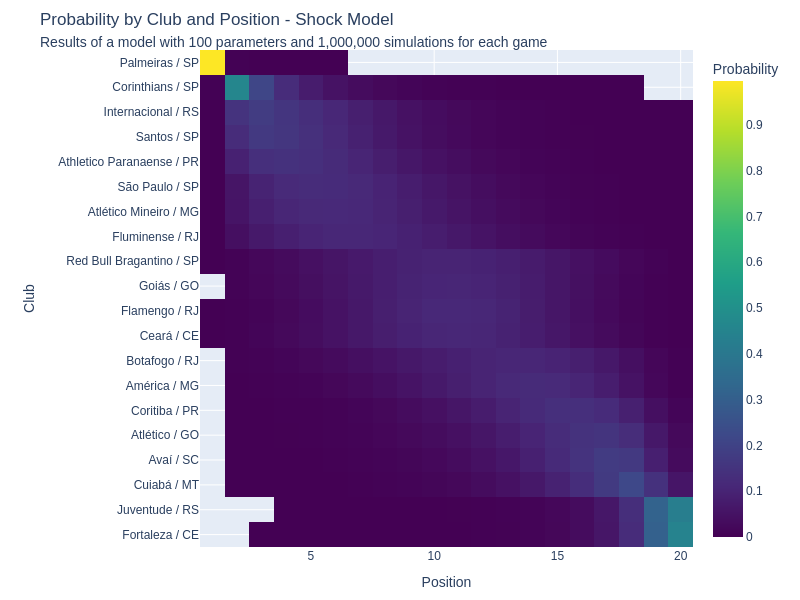 Probability by Club and Position - Shock Model
Results of a model with 100 parameters and 1,000,000 simulations for each game
Palmeiras / SP
Corinthians / SP
Internacional / RS
Santos / SP
Athletico Paranaense / PR
São Paulo / SP
Atlético Mineiro / MG
Fluminense / RJ
Red Bull Bragantino / SP
Goiás / GO
Flamengo / RJ
Ceará / CE
Botafogo / RJ
América / MG
Coritiba / PR
Atlético / GO
Avaí / SC
Cuiabá / MT
Juventude / RS
Fortaleza / CE
Club
5
10
15
20
Position
Probability
0.9
0.8
0.7
0.6
0.5
0.4
0.3
0.2
0.1
0